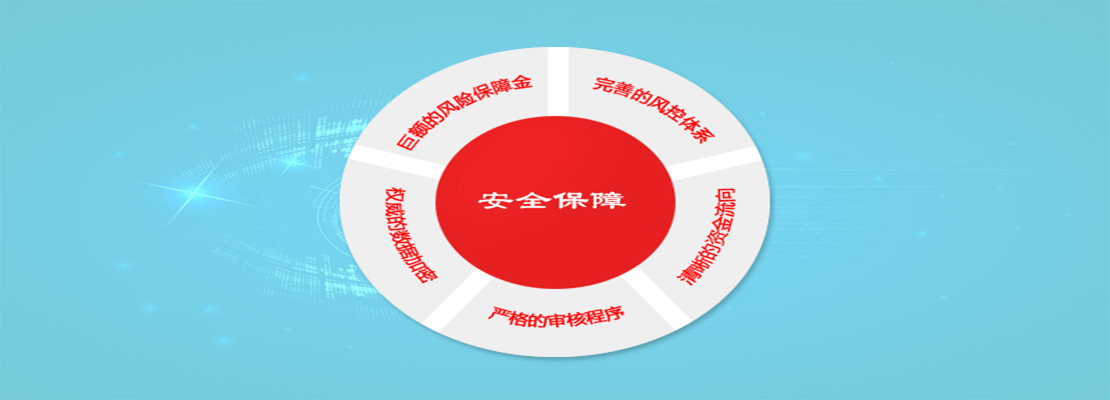 巨额的风险保障金
完善的风控体系
安全保障
权威的数据加密
清晰的资金流向
严格的审核程序